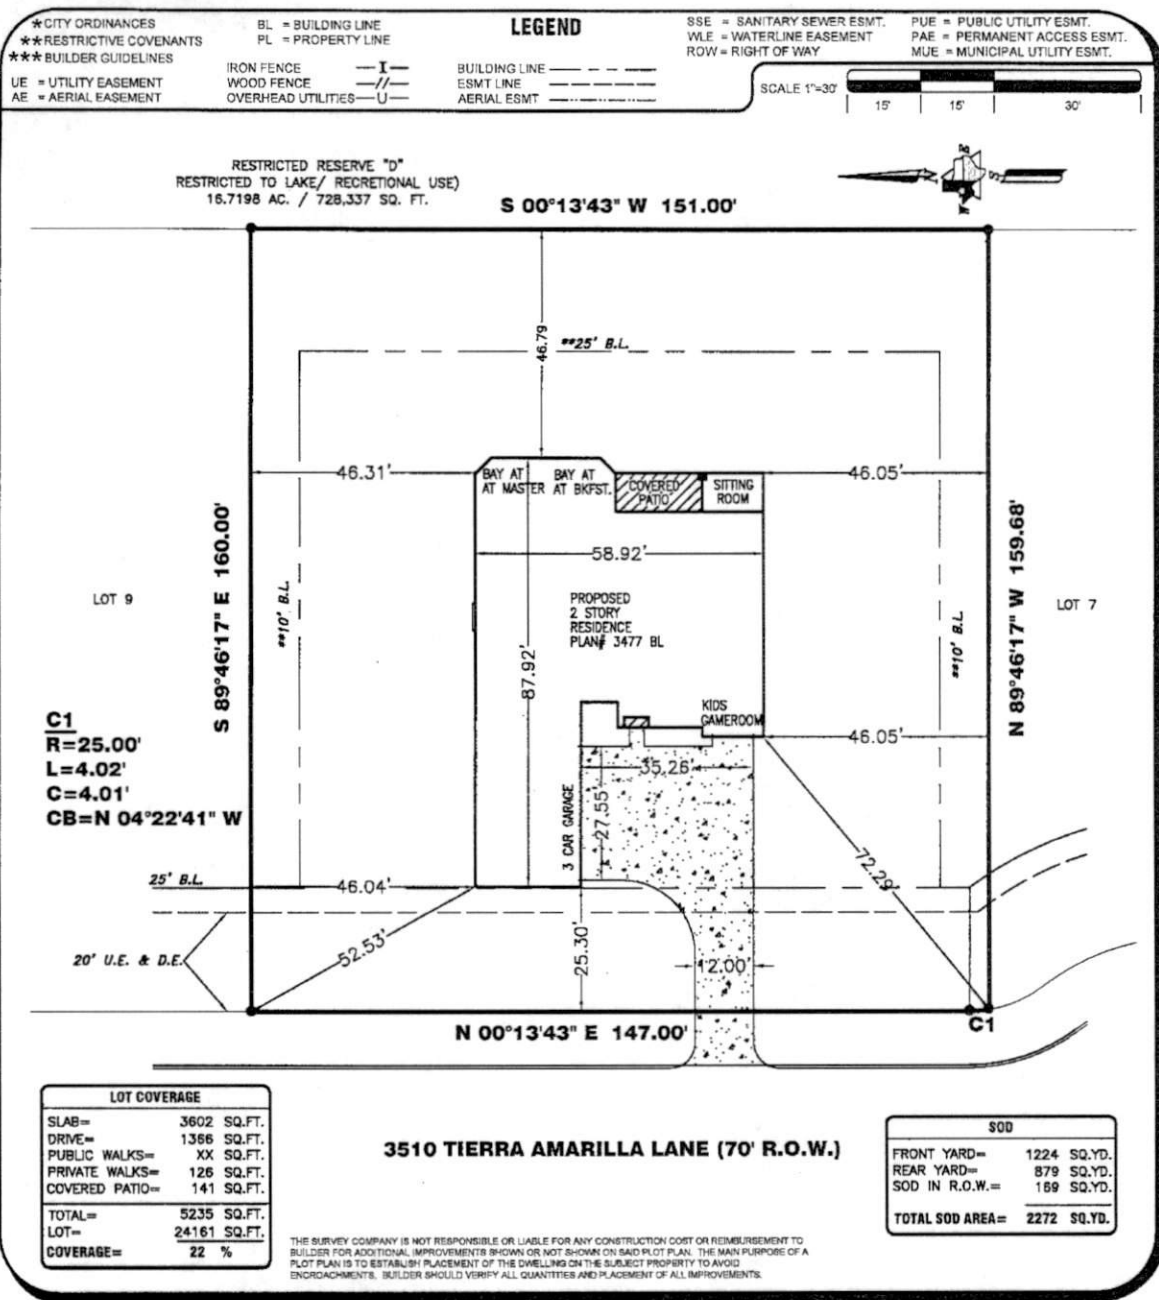 *CITY ORDINANCES
**RESTRICTIVE COVENANTS
***BUILDER GUIDELINES
UE = UTILITY EASEMENT
AE = AERIAL EASEMENT
BL = BUILDING LINE
PL = PROPERTY LINE
IRON FENCE —I—
WOOD FENCE —//—
OVERHEAD UTILITIES —U—
LEGEND
BUILDING LINE
ESMT LINE
AERIAL ESMT
SSE = SANITARY SEWER ESMT.
WLE = WATERLINE EASEMENT
ROW = RIGHT OF WAY
PUE = PUBLIC UTILITY ESMT.
PAE = PERMANENT ACCESS ESMT.
MUE = MUNICIPAL UTILITY ESMT.
SCALE 1"=30'
15' 15' 30'
RESTRICTED RESERVE "D"
RESTRICTED TO LAKE/ RECRETIONAL USE)
16.7198 AC. / 728,337 SQ. FT.
S 00°13'43" W 151.00'
46.79
**25' B.L.
46.31'
BAY AT
AT MASTER
BAY AT
AT BKFST.
COVERED
PATIO
SITTING
ROOM
46.05'
58.92'
S 89°46'17" E 160.00'
N 89°46'17" W 159.68'
LOT 9
LOT 7
**10' B.L.
**10' B.L.
PROPOSED
2 STORY
RESIDENCE
PLAN# 3477 BL
87.92'
KIDS
GAMEROOM
46.05'
C1
R=25.00'
L=4.02'
C=4.01'
CB=N 04°22'41" W
35.26'
27.55'
3 CAR GARAGE
72.29'
25' B.L.
46.04'
52.53'
25.30'
20' U.E. & D.E.
12.00'
C1
N 00°13'43" E 147.00'
LOT COVERAGE
SLAB= 3602 SQ.FT.
DRIVE= 1366 SQ.FT.
PUBLIC WALKS= XX SQ.FT.
PRIVATE WALKS= 126 SQ.FT.
COVERED PATIO= 141 SQ.FT.
TOTAL= 5235 SQ.FT.
LOT= 24161 SQ.FT.
COVERAGE= 22 %
3510 TIERRA AMARILLA LANE (70' R.O.W.)
SOD
FRONT YARD= 1224 SQ.YD.
REAR YARD= 879 SQ.YD.
SOD IN R.O.W.= 169 SQ.YD.
TOTAL SOD AREA= 2272 SQ.YD.
THE SURVEY COMPANY IS NOT RESPONSIBLE OR LIABLE FOR ANY CONSTRUCTION COST OR REIMBURSEMENT TO
BUILDER FOR ADDITIONAL IMPROVEMENTS SHOWN OR NOT SHOWN ON SAID PLOT PLAN. THE MAIN PURPOSE OF A
PLOT PLAN IS TO ESTABLISH PLACEMENT OF THE DWELLING ON THE SUBJECT PROPERTY TO AVOID
ENCROACHMENTS. BUILDER SHOULD VERIFY ALL QUANTITIES AND PLACEMENT OF ALL IMPROVEMENTS.